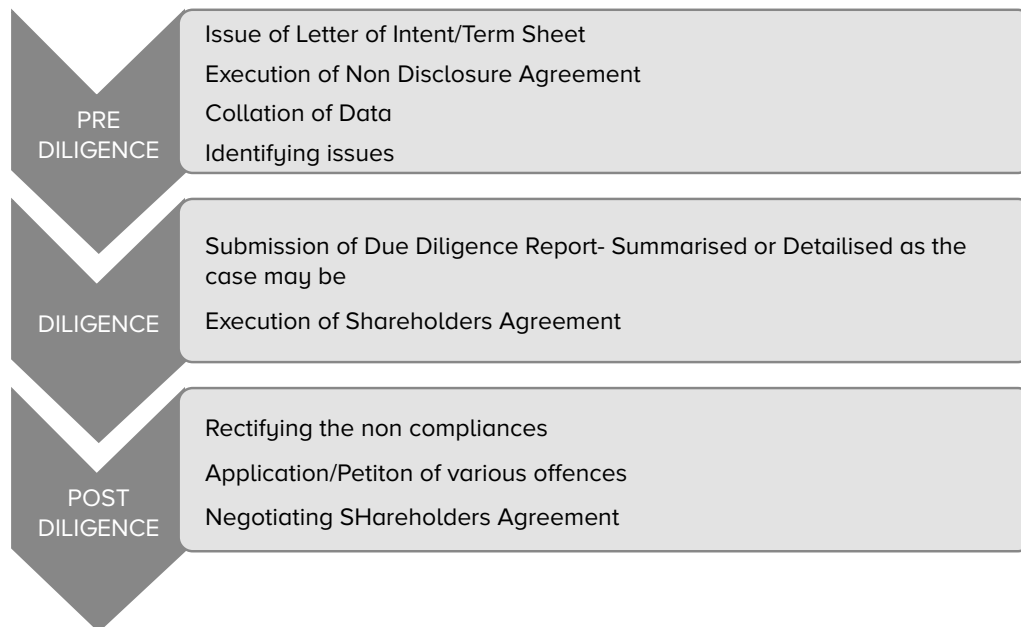 PRE
DILIGENCE
Issue of Letter of Intent/Term Sheet
Execution of Non Disclosure Agreement
Collation of Data
Identifying issues
DILIGENCE
Submission of Due Diligence Report- Summarised or Detailised as the
case may be
Execution of Shareholders Agreement
POST
DILIGENCE
Rectifying the non compliances
Application/Petiton of various offences
Negotiating SHareholders Agreement